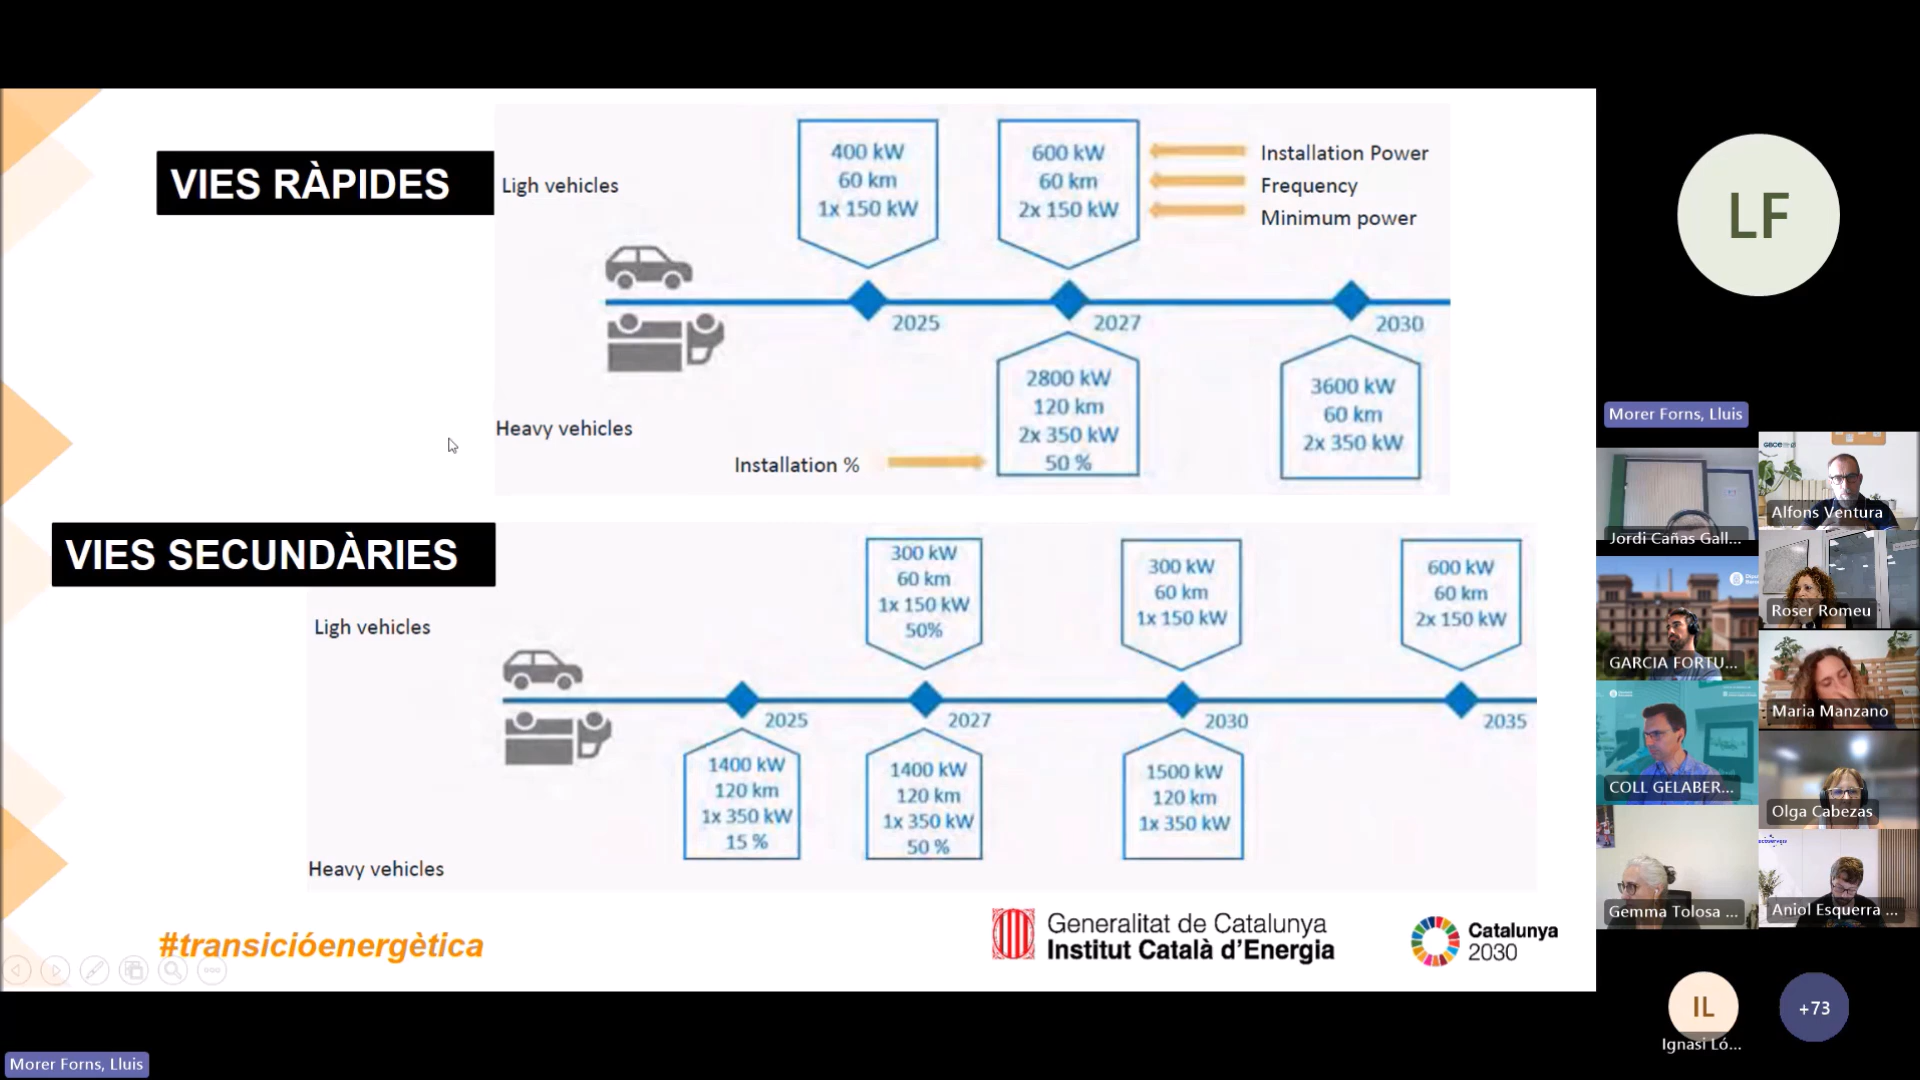 VIES RÀPIDES
Ligh vehicles
400 kW
60 km
1x 150 kW
600 kW
60 km
2x 150 kW
Installation Power
Frequency
Minimum power
2025
2027
2030
Heavy vehicles
Installation %
2800 kW
120 km
2x 350 kW
50 %
3600 kW
60 km
2x 350 kW
VIES SECUNDÀRIES
Ligh vehicles
300 kW
60 km
1x 150 kW
50%
300 kW
60 km
1x 150 kW
600 kW
60 km
2x 150 kW
2025
2027
2030
2035
Heavy vehicles
1400 kW
120 km
1x 350 kW
15 %
1400 kW
120 km
1x 350 kW
50 %
1500 kW
120 km
1x 350 kW
#transicióenergètica
Generalitat de Catalunya
Institut Català d'Energia
Catalunya
2030
LF
Morer Forns, Lluis
GBCe
Jordi Cañas Gall...
Alfons Ventura
Roser Romeu
GARCIA FORTU...
Maria Manzano
COLL GELABER...
Olga Cabezas
Gemma Tolosa ...
Aniol Esquerra ...
IL
Ignasi Ló...
+73
Morer Forns, Lluis